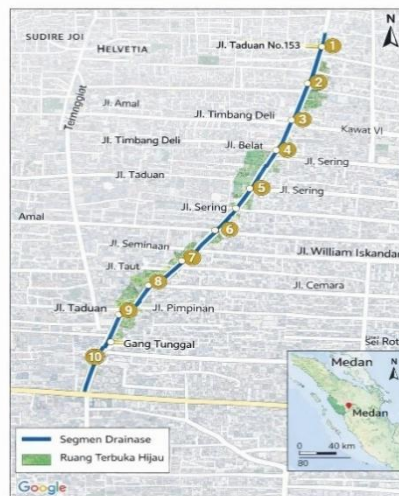 SUDIRE JOI
HELVETIA
N
Jl. Taduan No.153
1
2
Jl. Amal
Jl. Timbang Deli
3
Kawat VI
Jl. Timbang Deli
Jl. Belat
4
Jl. Sering
Jl. Taduan
5
Jl. Sering
Amal
Jl. Sering
6
Jl. Seminaan
Jl. William Iskandar
7
Jl. Taut
8
Jl. Cemara
Jl. Taduan
9
Jl. Pimpinan
Gang Tunggal
Sei Rot
10
Medan
N
Medan
0 40 km
80
Segmen Drainase
Ruang Terbuka Hijau
Google